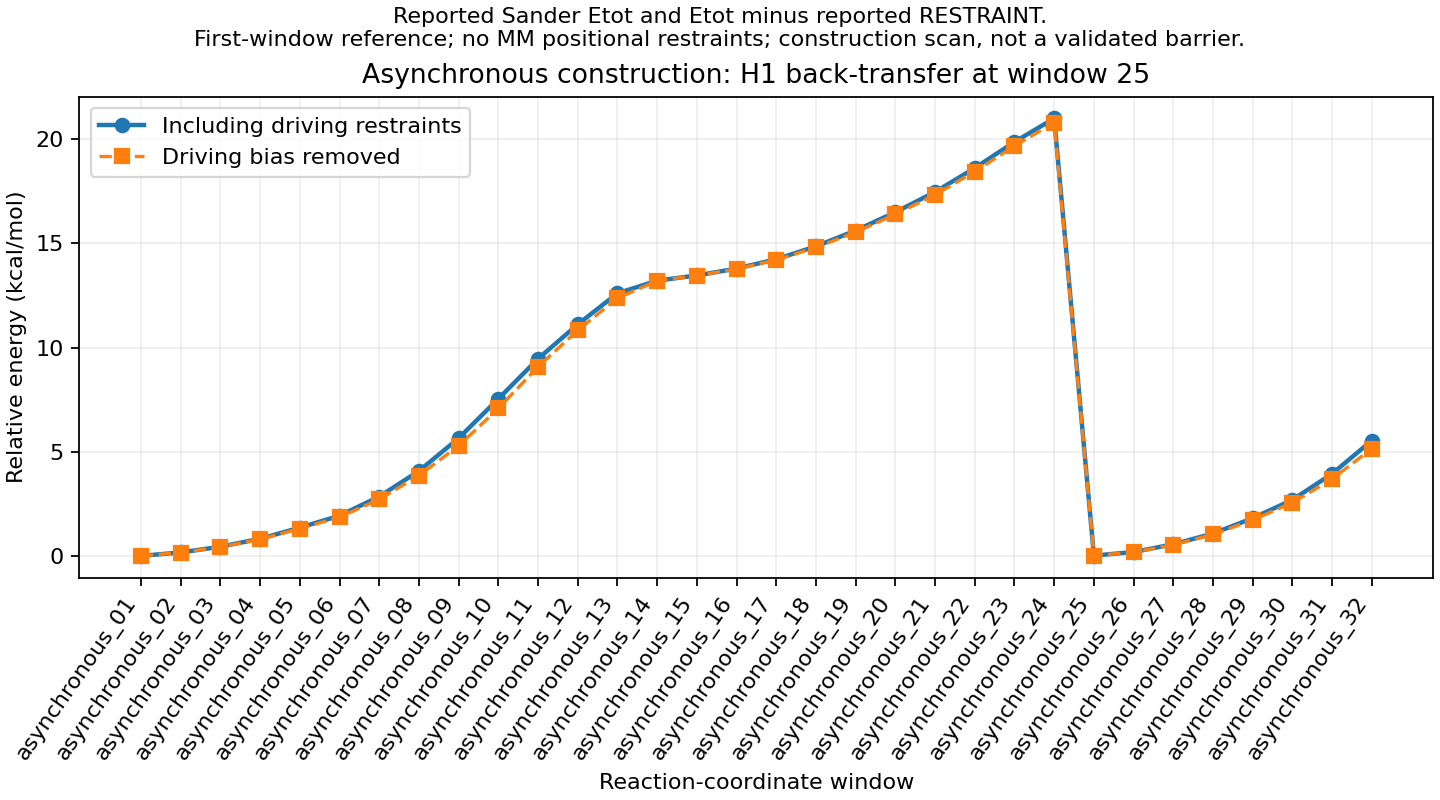 Reported Sander Etot and Etot minus reported RESTRAINT.
First-window reference; no MM positional restraints; construction scan, not a validated barrier.
Asynchronous construction: H1 back-transfer at window 25
Including driving restraints
Driving bias removed
Relative energy (kcal/mol)
20
15
10
5
0
asynchronous_01
asynchronous_02
asynchronous_03
asynchronous_04
asynchronous_05
asynchronous_06
asynchronous_07
asynchronous_08
asynchronous_09
asynchronous_10
asynchronous_11
asynchronous_12
asynchronous_13
asynchronous_14
asynchronous_15
asynchronous_16
asynchronous_17
asynchronous_18
asynchronous_19
asynchronous_20
asynchronous_21
asynchronous_22
asynchronous_23
asynchronous_24
asynchronous_25
asynchronous_26
asynchronous_27
asynchronous_28
asynchronous_29
asynchronous_30
asynchronous_31
asynchronous_32
Reaction-coordinate window